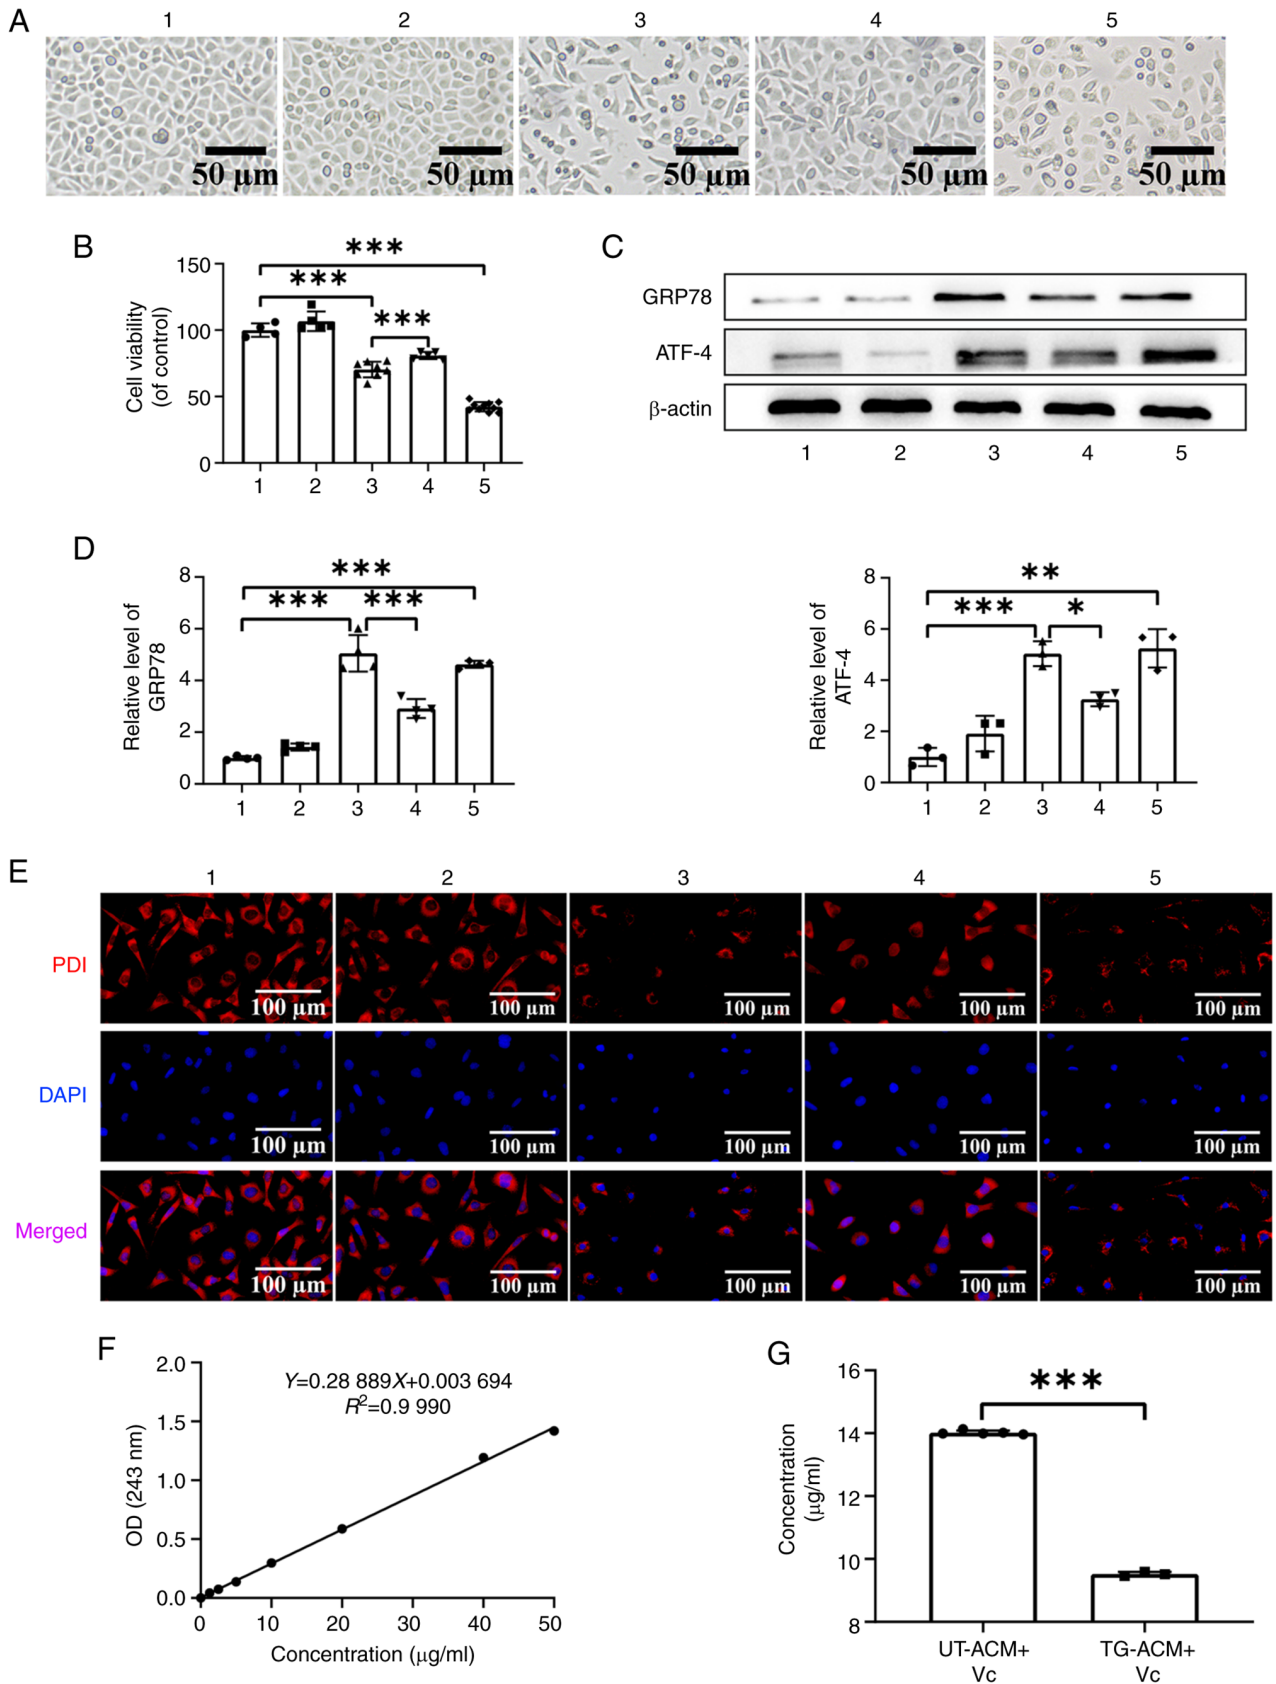 A
1 2 3 4 5
50 µm 50 µm 50 µm 50 µm 50 µm
B
Cell viability
(of control)
150
100
50
0
***
***
***
1 2 3 4 5
C
GRP78
ATF-4
β-actin
1 2 3 4 5
D
Relative level of
GRP78
8
6
4
2
0
***
*** ***
1 2 3 4 5
Relative level of
ATF-4
8
6
4
2
0
**
*** *
1 2 3 4 5
E
1 2 3 4 5
PDI
100 µm 100 µm 100 µm 100 µm 100 µm
DAPI
100 µm 100 µm 100 µm 100 µm 100 µm
Merged
100 µm 100 µm 100 µm 100 µm 100 µm
F
Y=0.28 889X+0.003 694
R²=0.9 990
OD (243 nm)
2.0
1.5
1.0
0.5
0.0
0 10 20 30 40 50
Concentration (µg/ml)
G
Concentration
(µg/ml)
16
14
12
10
8
***
UT-ACM+
Vc
TG-ACM+
Vc